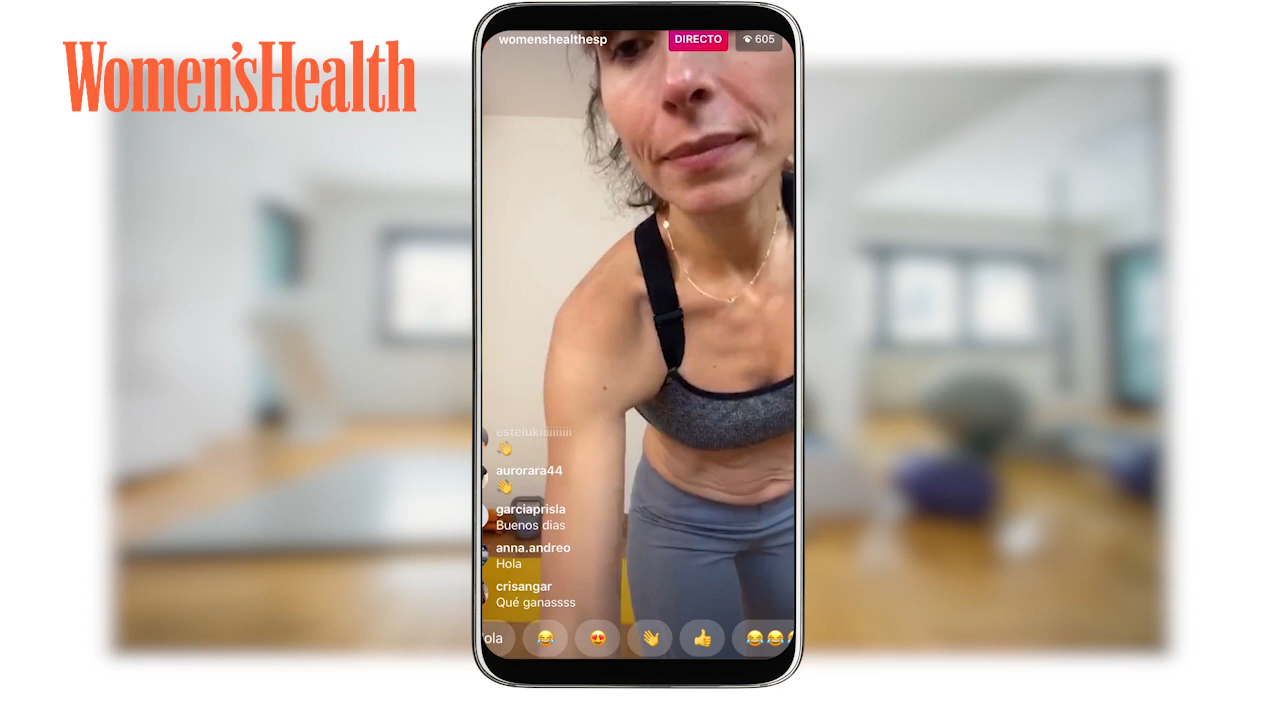 Women'sHealth
womenshealthesp
DIRECTO
605
aurorara44
garciaprisla
Buenos dias
anna.andreo
Hola
crisangar
Qué ganassss
ola